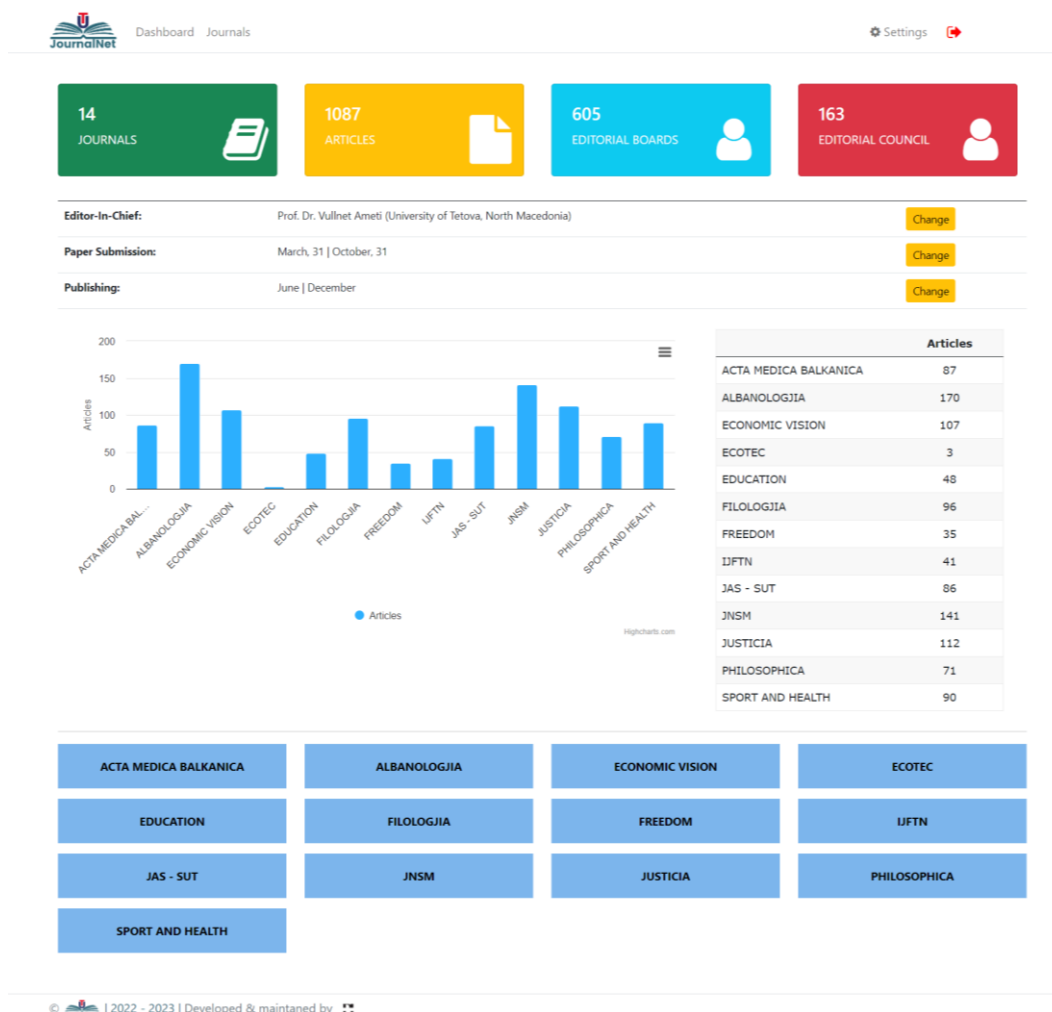 JournalNet Dashboard Journals Settings
14
JOURNALS
1087
ARTICLES
605
EDITORIAL BOARDS
163
EDITORIAL COUNCIL
Editor-In-Chief: Prof. Dr. Vullnet Ameti (University of Tetova, North Macedonia) Change
Paper Submission: March, 31 | October, 31 Change
Publishing: June | December Change
200
150
100
50
0
Articles
ACTA MEDICA BAL...
ALBANOLOGJIA
ECONOMIC VISION
ECOTEC
EDUCATION
FILOLOGJIA
FREEDOM
IJFTN
JAS - SUT
JNSM
JUSTICIA
PHILOSOPHICA
SPORT AND HEALTH
Articles
Highcharts.com
Articles
ACTA MEDICA BALKANICA 87
ALBANOLOGJIA 170
ECONOMIC VISION 107
ECOTEC 3
EDUCATION 48
FILOLOGJIA 96
FREEDOM 35
IJFTN 41
JAS - SUT 86
JNSM 141
JUSTICIA 112
PHILOSOPHICA 71
SPORT AND HEALTH 90
ACTA MEDICA BALKANICA ALBANOLOGJIA ECONOMIC VISION ECOTEC
EDUCATION FILOLOGJIA FREEDOM IJFTN
JAS - SUT JNSM JUSTICIA PHILOSOPHICA
SPORT AND HEALTH
© | 2022 - 2023 | Developed & maintaned by